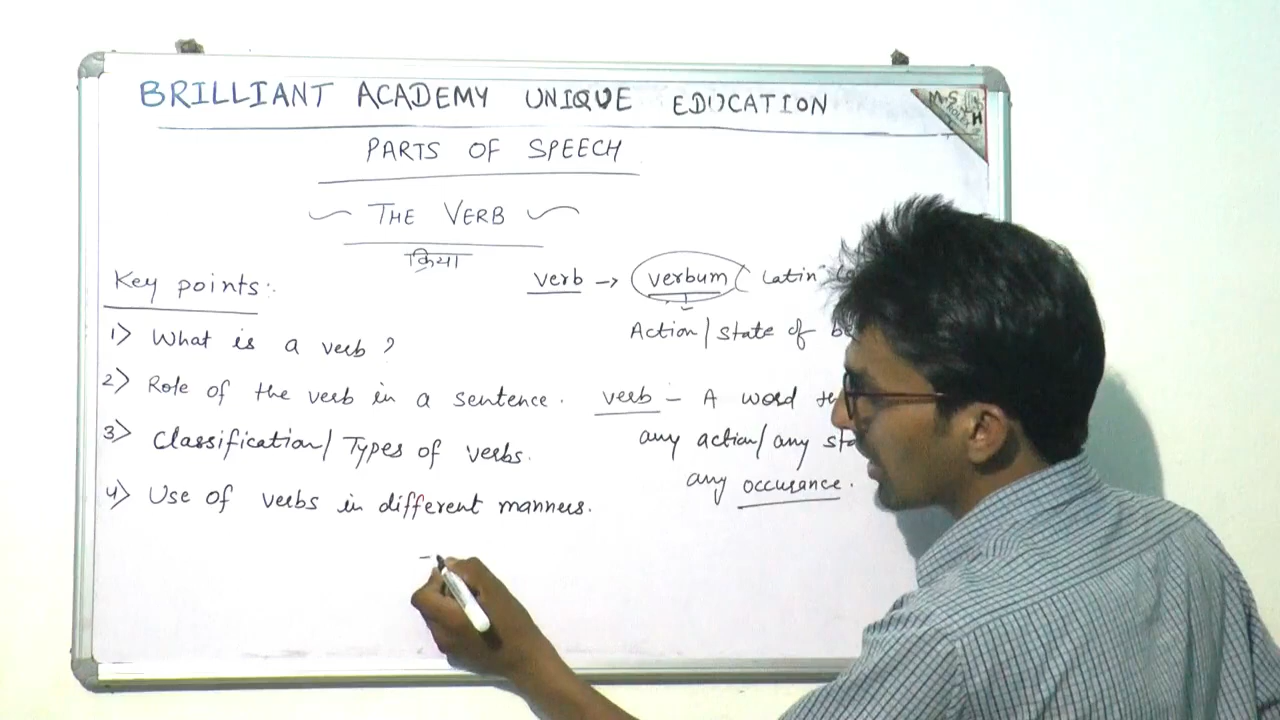 BRILLIANT ACADEMY UNIQUE EDUCATION
PARTS OF SPEECH
THE VERB
क्रिया
Key points:
1) What is a verb ?
2) Role of the verb in a sentence.
3) Classification/ Types of verbs.
4) Use of verbs in different manners.
verb → verbum ( Latin
Action/state of
verb - A word
any action/any
any occurance.
M.S